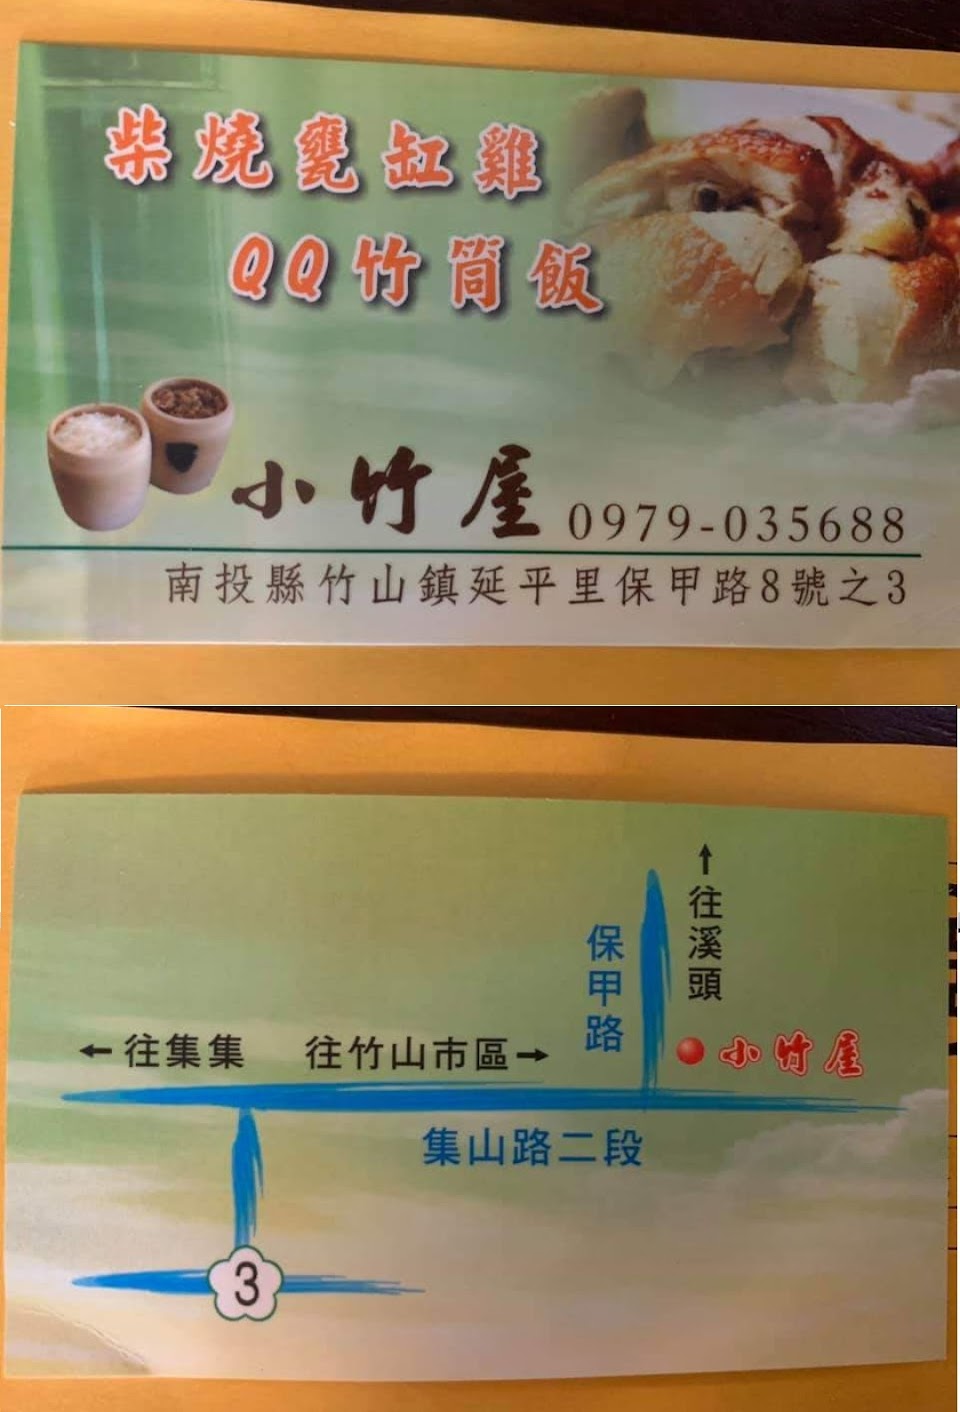 柴燒甕缸雞
QQ竹筒飯
小竹屋 0979-035688
南投縣竹山鎮延平里保甲路8號之3
↑往溪頭
保甲路
←往集集 往竹山市區→
小竹屋
集山路二段
3